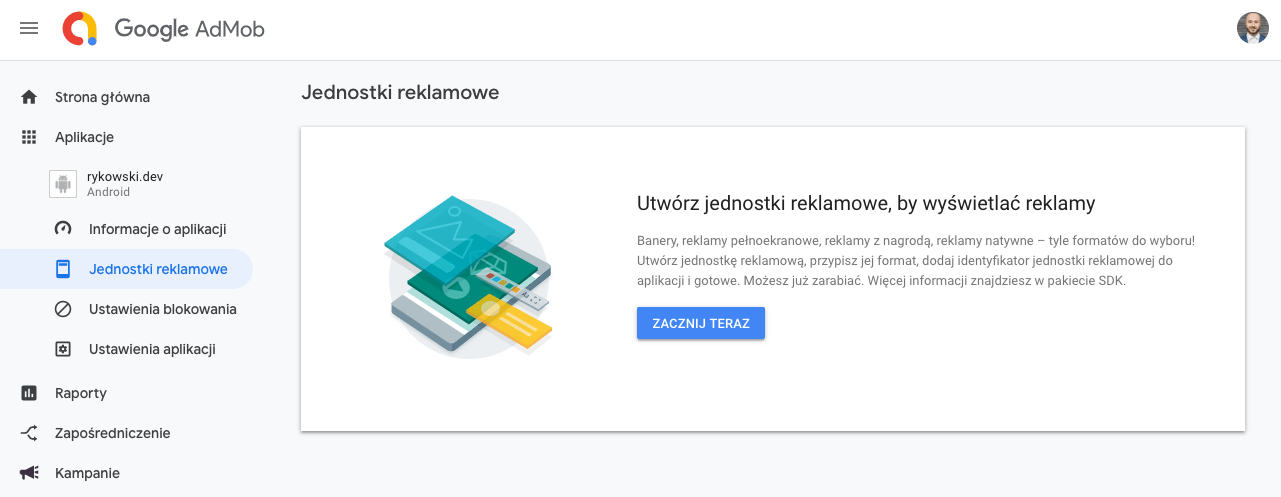 Google AdMob
Strona główna
Aplikacje
rykowski.dev
Android
Informacje o aplikacji
Jednostki reklamowe
Ustawienia blokowania
Ustawienia aplikacji
Raporty
Zapośredniczenie
Kampanie
Jednostki reklamowe
Utwórz jednostki reklamowe, by wyświetlać reklamy
Banery, reklamy pełnoekranowe, reklamy z nagrodą, reklamy natywne – tyle formatów do wyboru!
Utwórz jednostkę reklamową, przypisz jej format, dodaj identyfikator jednostki reklamowej do
aplikacji i gotowe. Możesz już zarabiać. Więcej informacji znajdziesz w pakiecie SDK.
ZACZNIJ TERAZ
Aa